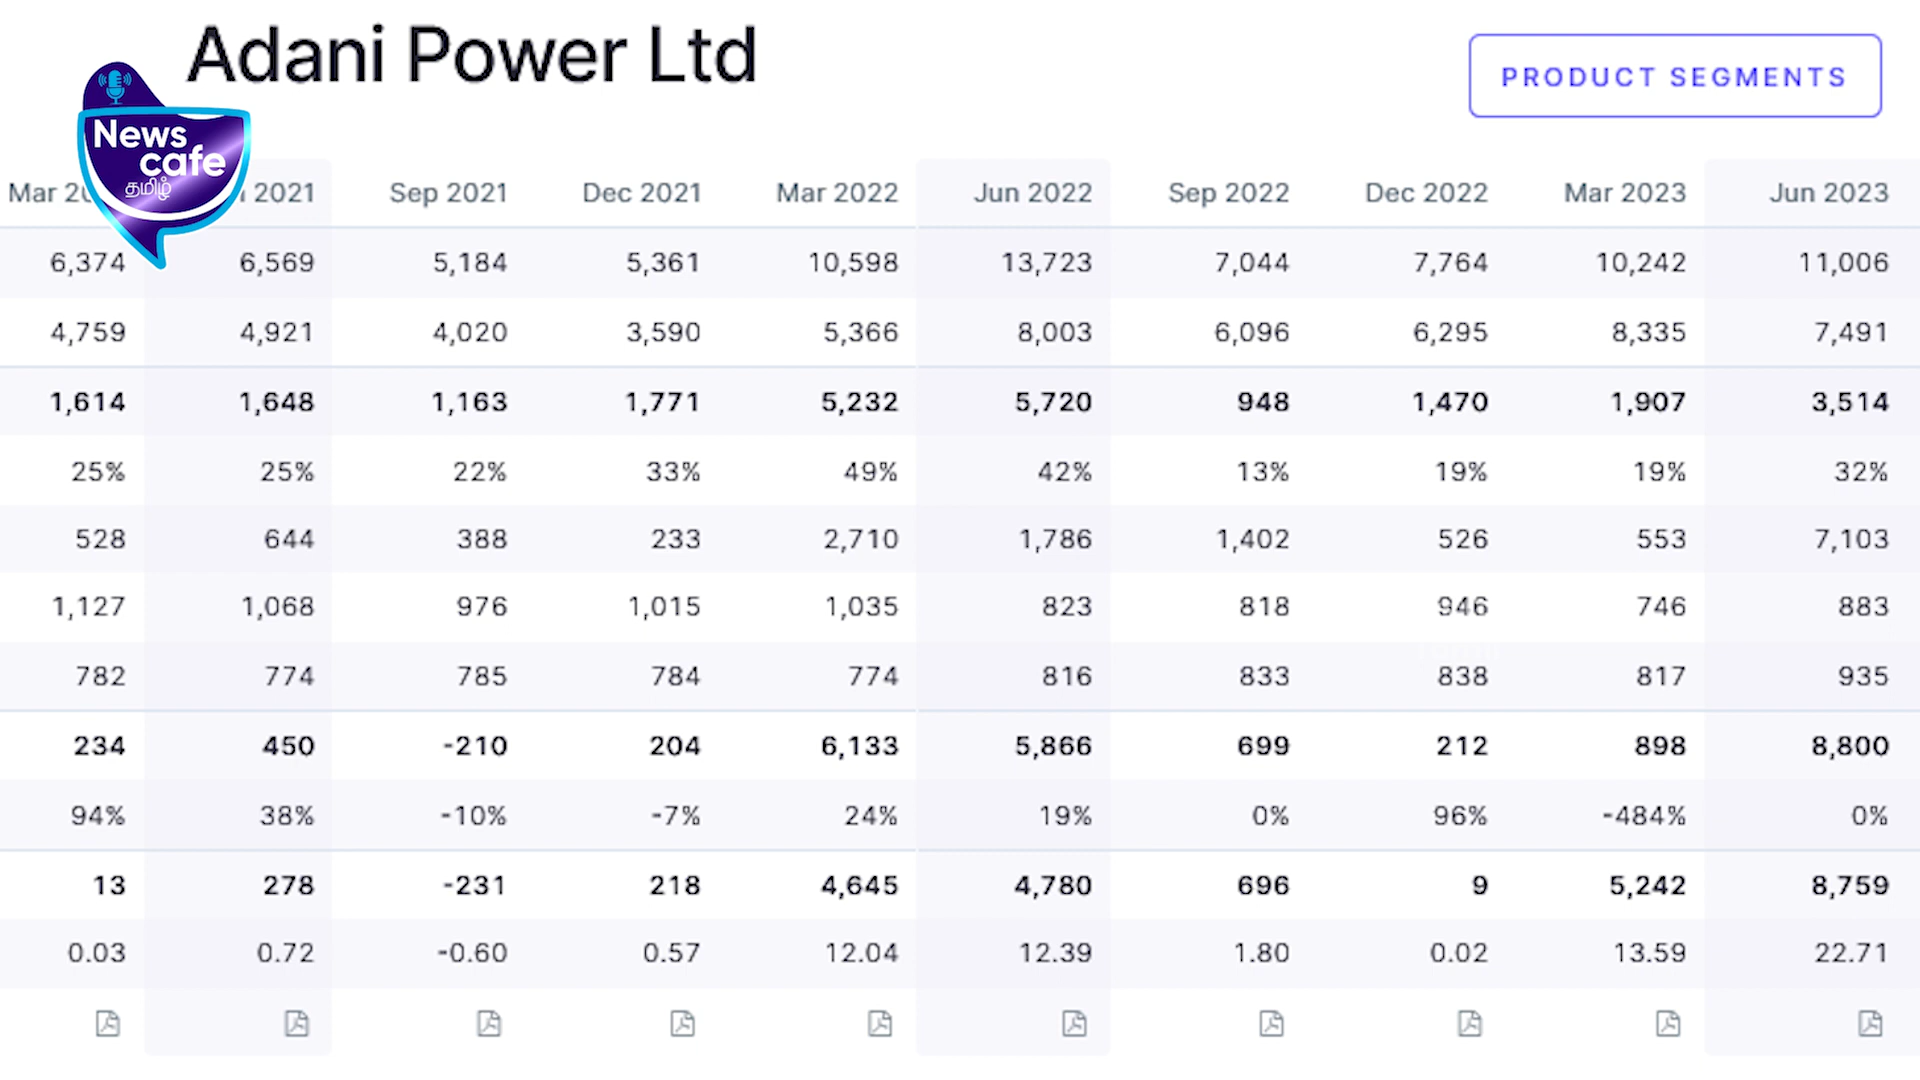 Adani Power Ltd
PRODUCT SEGMENTS
News
cafe
தமிழ்
Mar 2021 Sep 2021 Dec 2021 Mar 2022 Jun 2022 Sep 2022 Dec 2022 Mar 2023 Jun 2023
6,374 6,569 5,184 5,361 10,598 13,723 7,044 7,764 10,242 11,006
4,759 4,921 4,020 3,590 5,366 8,003 6,096 6,295 8,335 7,491
1,614 1,648 1,163 1,771 5,232 5,720 948 1,470 1,907 3,514
25% 25% 22% 33% 49% 42% 13% 19% 19% 32%
528 644 388 233 2,710 1,786 1,402 526 553 7,103
1,127 1,068 976 1,015 1,035 823 818 946 746 883
782 774 785 784 774 816 833 838 817 935
234 450 -210 204 6,133 5,866 699 212 898 8,800
94% 38% -10% -7% 24% 19% 0% 96% -484% 0%
13 278 -231 218 4,645 4,780 696 9 5,242 8,759
0.03 0.72 -0.60 0.57 12.04 12.39 1.80 0.02 13.59 22.71